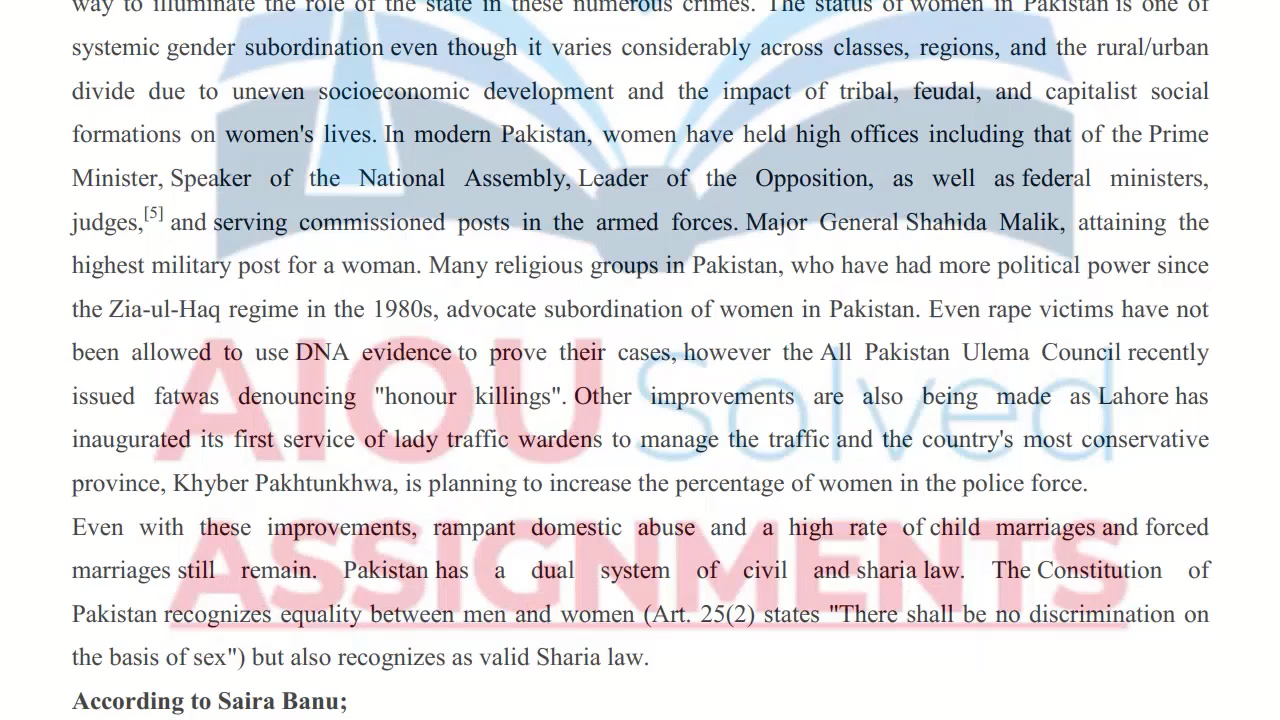 way to illuminate the role of the state in these numerous crimes. The status of women in Pakistan is one of
systemic gender subordination even though it varies considerably across classes, regions, and the rural/urban
divide due to uneven socioeconomic development and the impact of tribal, feudal, and capitalist social
formations on women's lives. In modern Pakistan, women have held high offices including that of the Prime
Minister, Speaker of the National Assembly, Leader of the Opposition, as well as federal ministers,
judges,[5] and serving commissioned posts in the armed forces. Major General Shahida Malik, attaining the
highest military post for a woman. Many religious groups in Pakistan, who have had more political power since
the Zia-ul-Haq regime in the 1980s, advocate subordination of women in Pakistan. Even rape victims have not
been allowed to use DNA evidence to prove their cases, however the All Pakistan Ulema Council recently
issued fatwas denouncing "honour killings". Other improvements are also being made as Lahore has
inaugurated its first service of lady traffic wardens to manage the traffic and the country's most conservative
province, Khyber Pakhtunkhwa, is planning to increase the percentage of women in the police force.
Even with these improvements, rampant domestic abuse and a high rate of child marriages and forced
marriages still remain. Pakistan has a dual system of civil and sharia law. The Constitution of
Pakistan recognizes equality between men and women (Art. 25(2) states "There shall be no discrimination on
the basis of sex") but also recognizes as valid Sharia law.
According to Saira Banu;
AIOU Solved
ASSIGNMENTS